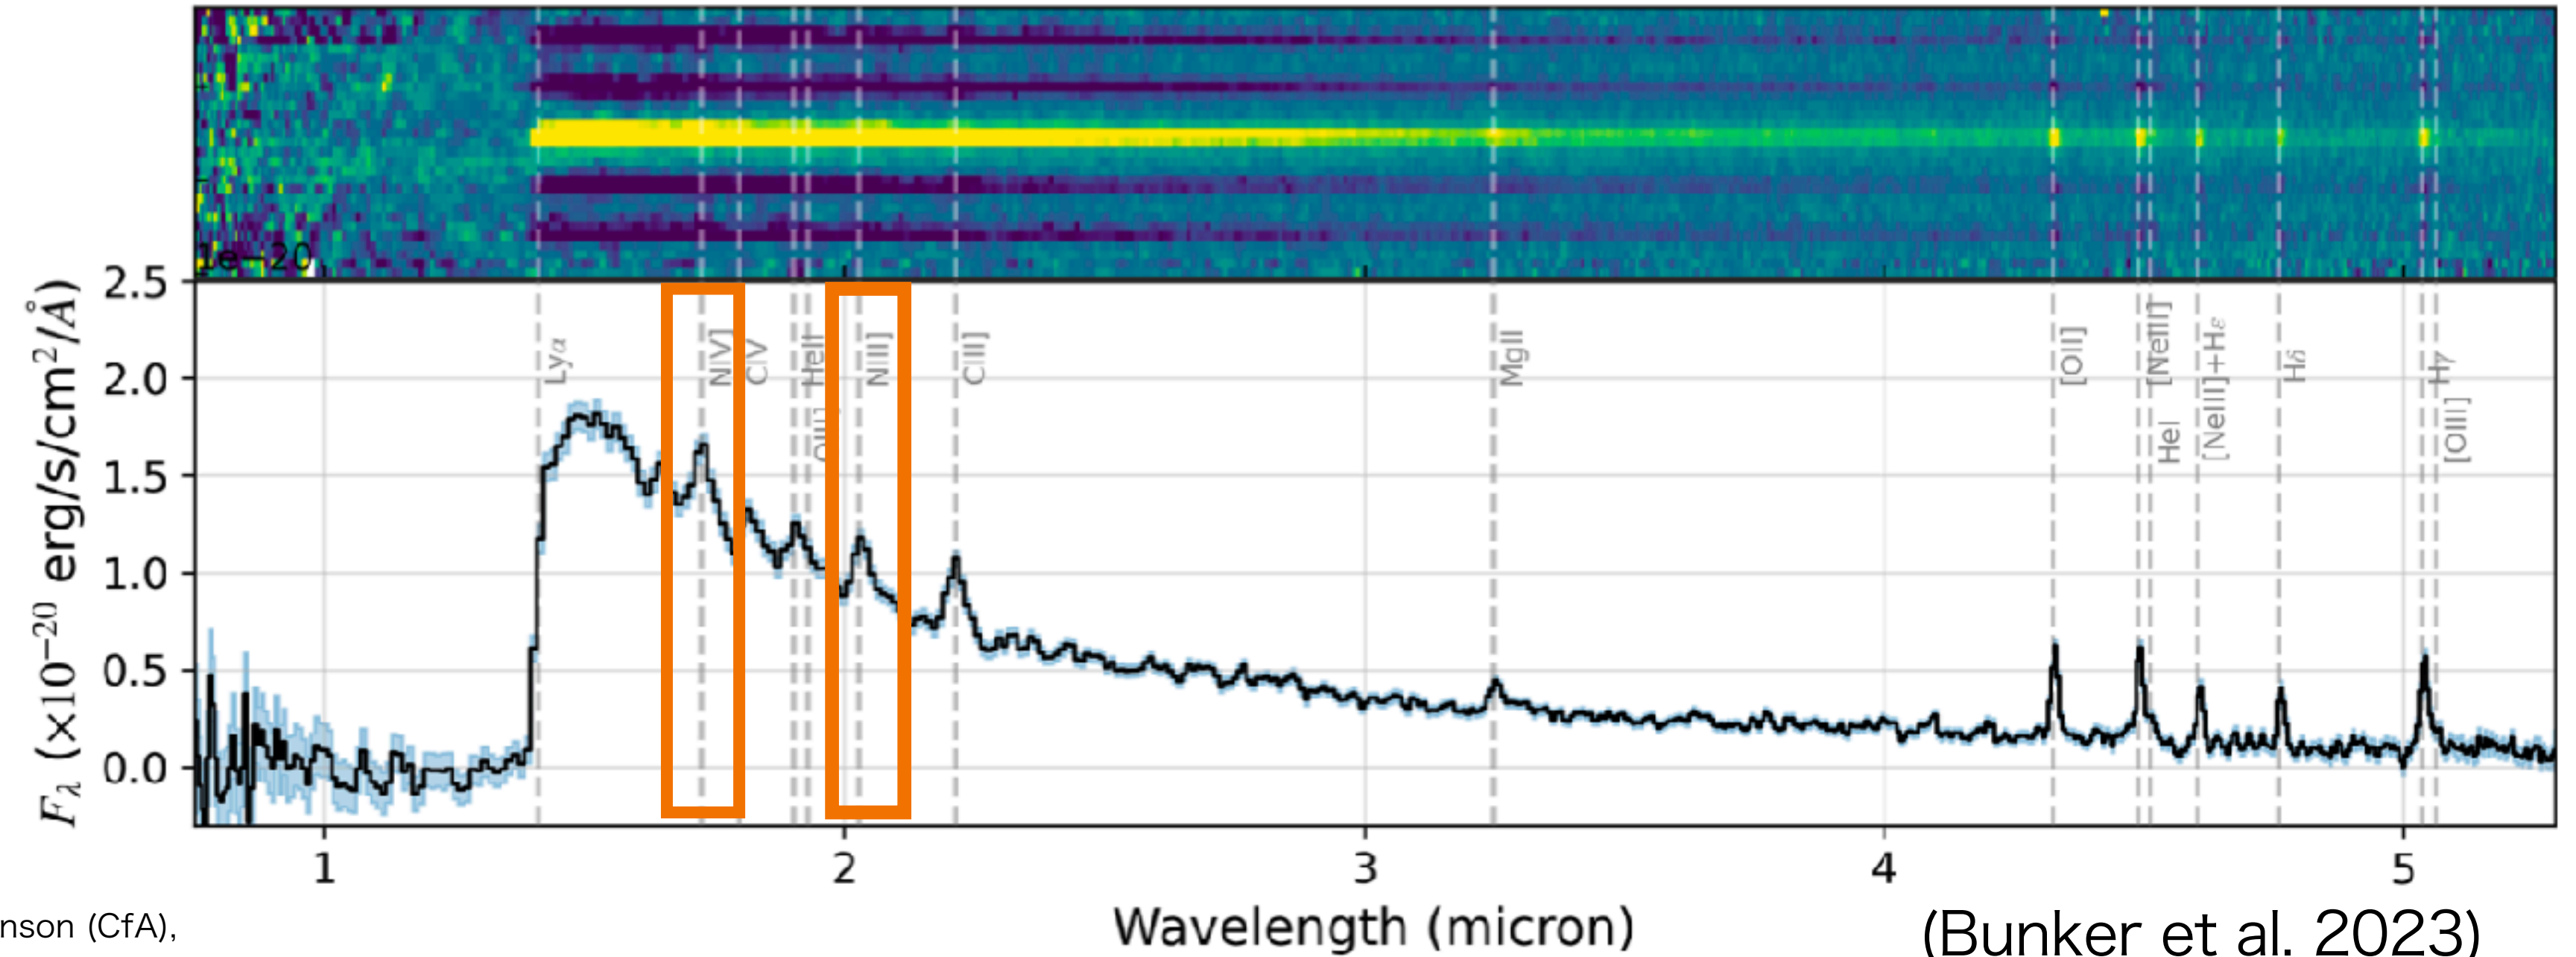 1e−20
2.5
2.0
1.5
1.0
0.5
0.0
Fλ (×10⁻²⁰ erg/s/cm²/Å)
Lyα
NIV]
CIV
HeII
OIII]
NIII]
CIII]
MgII
[OII]
[NeIII]
HeI
[NeIII]+Hε
Hδ
Hγ
[OIII]
1
2
3
4
5
Wavelength (micron)
nson (CfA),
(Bunker et al. 2023)